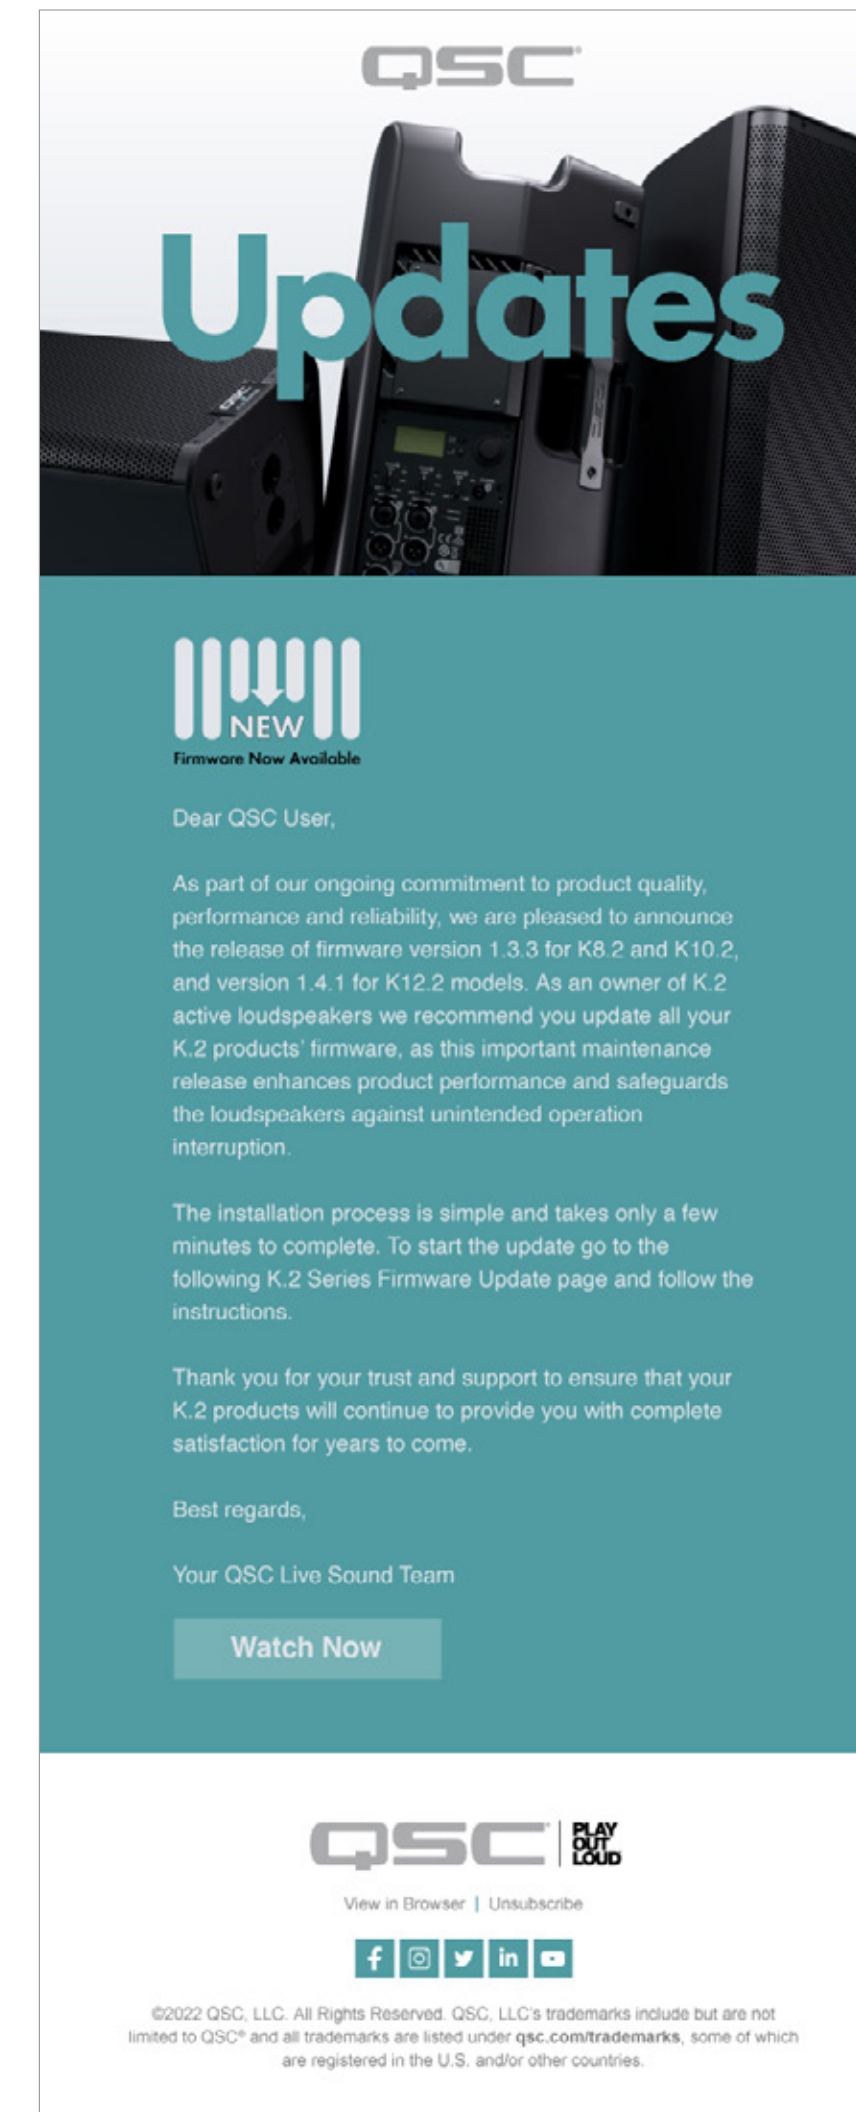 QSC®
Updates
QSC
NEW
Firmware Now Available
Dear QSC User,
As part of our ongoing commitment to product quality,
performance and reliability, we are pleased to announce
the release of firmware version 1.3.3 for K8.2 and K10.2,
and version 1.4.1 for K12.2 models. As an owner of K.2
active loudspeakers we recommend you update all your
K.2 products' firmware, as this important maintenance
release enhances product performance and safeguards
the loudspeakers against unintended operation
interruption.
The installation process is simple and takes only a few
minutes to complete. To start the update go to the
following K.2 Series Firmware Update page and follow the
instructions.
Thank you for your trust and support to ensure that your
K.2 products will continue to provide you with complete
satisfaction for years to come.
Best regards,
Your QSC Live Sound Team
Watch Now
QSC | PLAY
OUT
LOUD
View in Browser | Unsubscribe
©2022 QSC, LLC. All Rights Reserved. QSC, LLC's trademarks include but are not
limited to QSC® and all trademarks are listed under qsc.com/trademarks, some of which
are registered in the U.S. and/or other countries.